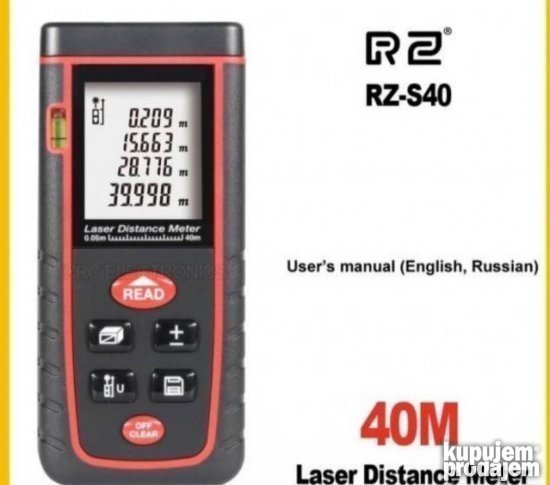 RZ®
RZ-S40
0.209 m
15.663 m
28.776 m
39.998 m
Laser Distance Meter
0.05m 40m
User's manual (English, Russian)
READ
U
OFF
CLEAR
40M
Laser Distance Meter
kupujem
prodajem